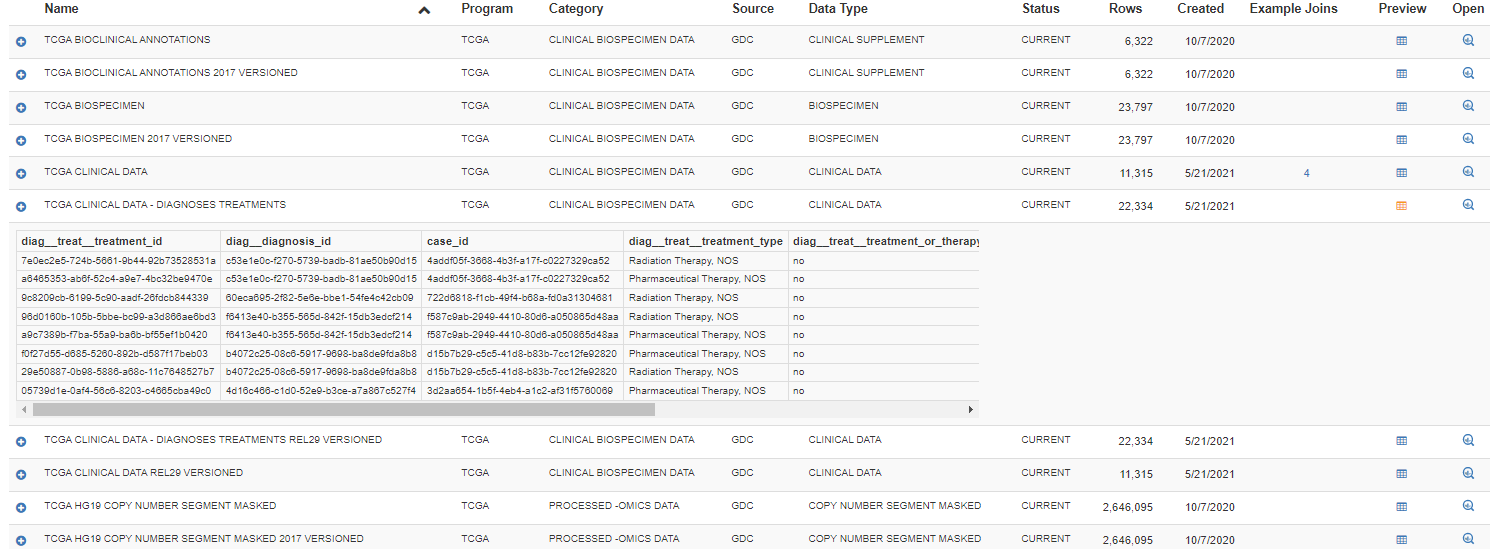 Name Program Category Source Data Type Status Rows Created Example Joins Preview Open
TCGA BIOCLINICAL ANNOTATIONS TCGA CLINICAL BIOSPECIMEN DATA GDC CLINICAL SUPPLEMENT CURRENT 6,322 10/7/2020
TCGA BIOCLINICAL ANNOTATIONS 2017 VERSIONED TCGA CLINICAL BIOSPECIMEN DATA GDC CLINICAL SUPPLEMENT CURRENT 6,322 10/7/2020
TCGA BIOSPECIMEN TCGA CLINICAL BIOSPECIMEN DATA GDC BIOSPECIMEN CURRENT 23,797 10/7/2020
TCGA BIOSPECIMEN 2017 VERSIONED TCGA CLINICAL BIOSPECIMEN DATA GDC BIOSPECIMEN CURRENT 23,797 10/7/2020
TCGA CLINICAL DATA TCGA CLINICAL BIOSPECIMEN DATA GDC CLINICAL DATA CURRENT 11,315 5/21/2021 4
TCGA CLINICAL DATA - DIAGNOSES TREATMENTS TCGA CLINICAL BIOSPECIMEN DATA GDC CLINICAL DATA CURRENT 22,334 5/21/2021
diag__treat__treatment_id diag__diagnosis_id case_id diag__treat__treatment_type diag__treat__treatment_or_therapy
7e0ec2e5-724b-5661-9b44-92b73528531a c53e1e0c-f270-5739-badb-81ae50b90d15 4addf05f-3668-4b3f-a17f-c0227329ca52 Radiation Therapy, NOS no
a6465353-ab6f-52c4-a9e7-4bc32be9470e c53e1e0c-f270-5739-badb-81ae50b90d15 4addf05f-3668-4b3f-a17f-c0227329ca52 Pharmaceutical Therapy, NOS no
9c8209cb-6199-5c90-aadf-26fdcb844339 60eca695-2f82-5e6e-bbe1-54fe4c42cb09 722d6818-f1cb-49f4-b68a-fd0a31304681 Radiation Therapy, NOS no
96d0160b-105b-5bbe-bc99-a3d866ae6bd3 f6413e40-b355-565d-842f-15db3edcf214 f587c9ab-2949-4410-80d6-a050865d48aa Radiation Therapy, NOS no
a9c7389b-f7ba-55a9-ba6b-bf55ef1b0420 f6413e40-b355-565d-842f-15db3edcf214 f587c9ab-2949-4410-80d6-a050865d48aa Pharmaceutical Therapy, NOS no
f0f27d55-d685-5260-892b-d587f17beb03 b4072c25-08c6-5917-9698-ba8de9fda8b8 d15b7b29-c5c5-41d8-b83b-7cc12fe92820 Pharmaceutical Therapy, NOS no
29e50887-0b98-5886-a68c-11c7648527b7 b4072c25-08c6-5917-9698-ba8de9fda8b8 d15b7b29-c5c5-41d8-b83b-7cc12fe92820 Radiation Therapy, NOS no
05739d1e-0af4-56c6-8203-c4665cba49c0 4d16c466-c1d0-52e9-b3ce-a7a867c527f4 3d2aa654-1b5f-4eb4-a1c2-af31f5760069 Pharmaceutical Therapy, NOS no
TCGA CLINICAL DATA - DIAGNOSES TREATMENTS REL29 VERSIONED TCGA CLINICAL BIOSPECIMEN DATA GDC CLINICAL DATA CURRENT 22,334 5/21/2021
TCGA CLINICAL DATA REL29 VERSIONED TCGA CLINICAL BIOSPECIMEN DATA GDC CLINICAL DATA CURRENT 11,315 5/21/2021
TCGA HG19 COPY NUMBER SEGMENT MASKED TCGA PROCESSED -OMICS DATA GDC COPY NUMBER SEGMENT MASKED CURRENT 2,646,095 10/7/2020
TCGA HG19 COPY NUMBER SEGMENT MASKED 2017 VERSIONED TCGA PROCESSED -OMICS DATA GDC COPY NUMBER SEGMENT MASKED CURRENT 2,646,095 10/7/2020